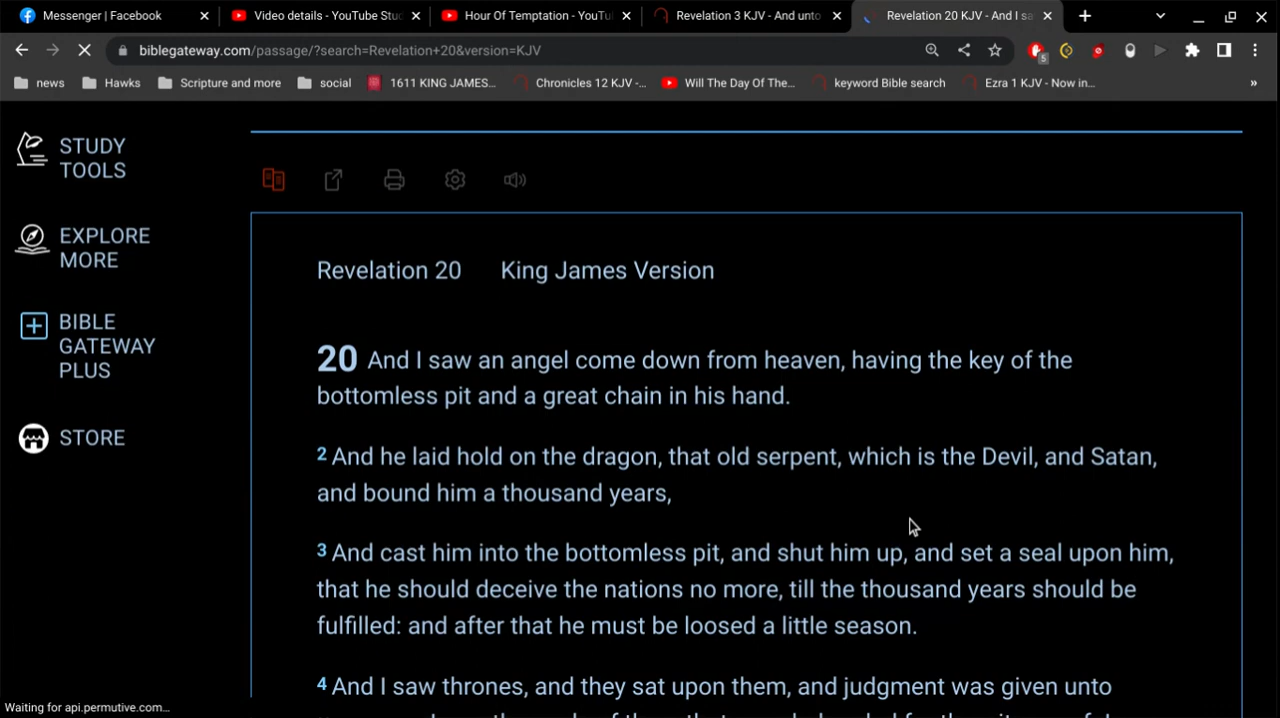 Messenger | Facebook
Video details - YouTube Stu
Hour Of Temptation - YouTu
Revelation 3 KJV - And unto
Revelation 20 KJV - And I sa
biblegateway.com/passage/?search=Revelation+20&version=KJV
5
news
Hawks
Scripture and more
social
1611 KING JAMES...
Chronicles 12 KJV -...
Will The Day Of The...
keyword Bible search
Ezra 1 KJV - Now in...
»
STUDY
TOOLS
EXPLORE
MORE
BIBLE
GATEWAY
PLUS
STORE
Revelation 20 King James Version
20 And I saw an angel come down from heaven, having the key of the
bottomless pit and a great chain in his hand.
2 And he laid hold on the dragon, that old serpent, which is the Devil, and Satan,
and bound him a thousand years,
3 And cast him into the bottomless pit, and shut him up, and set a seal upon him,
that he should deceive the nations no more, till the thousand years should be
fulfilled: and after that he must be loosed a little season.
4 And I saw thrones, and they sat upon them, and judgment was given unto
Waiting for api.permutive.com...